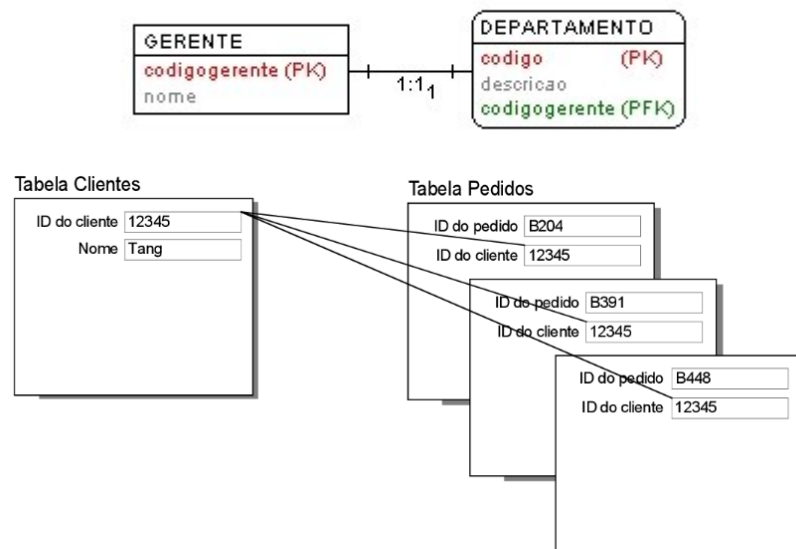 GERENTE
codigogerente (PK)
nome
1:1 1
DEPARTAMENTO
codigo (PK)
descricao
codigogerente (PFK)
Tabela Clientes
ID do cliente 12345
Nome Tang
Tabela Pedidos
ID do pedido B204
ID do cliente 12345
ID do pedido B391
ID do cliente 12345
ID do pedido B448
ID do cliente 12345